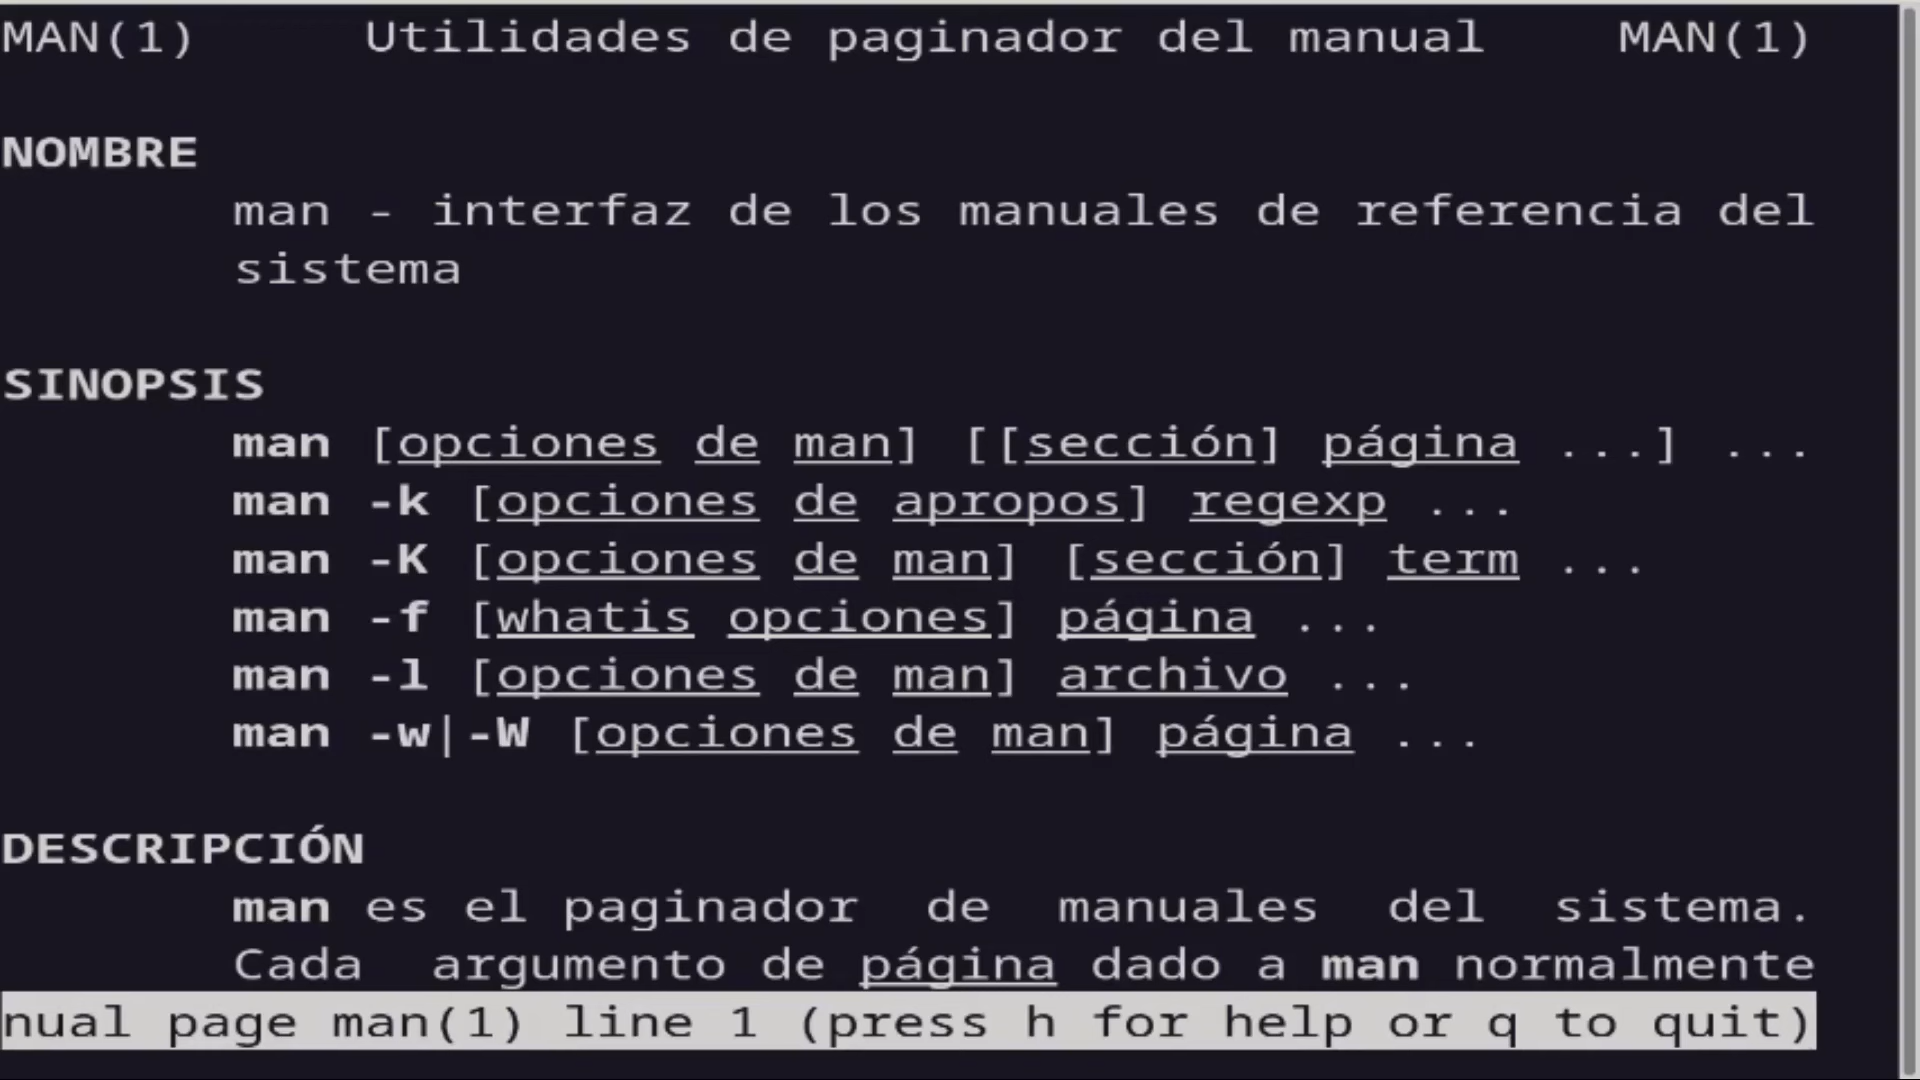 MAN(1) Utilidades de paginador del manual MAN(1)
NOMBRE
man - interfaz de los manuales de referencia del
sistema
SINOPSIS
man [opciones de man] [[sección] página ...] ...
man -k [opciones de apropos] regexp ...
man -K [opciones de man] [sección] term ...
man -f [whatis opciones] página ...
man -l [opciones de man] archivo ...
man -w|-W [opciones de man] página ...
DESCRIPCIÓN
man es el paginador de manuales del sistema.
Cada argumento de página dado a man normalmente
nual page man(1) line 1 (press h for help or q to quit)